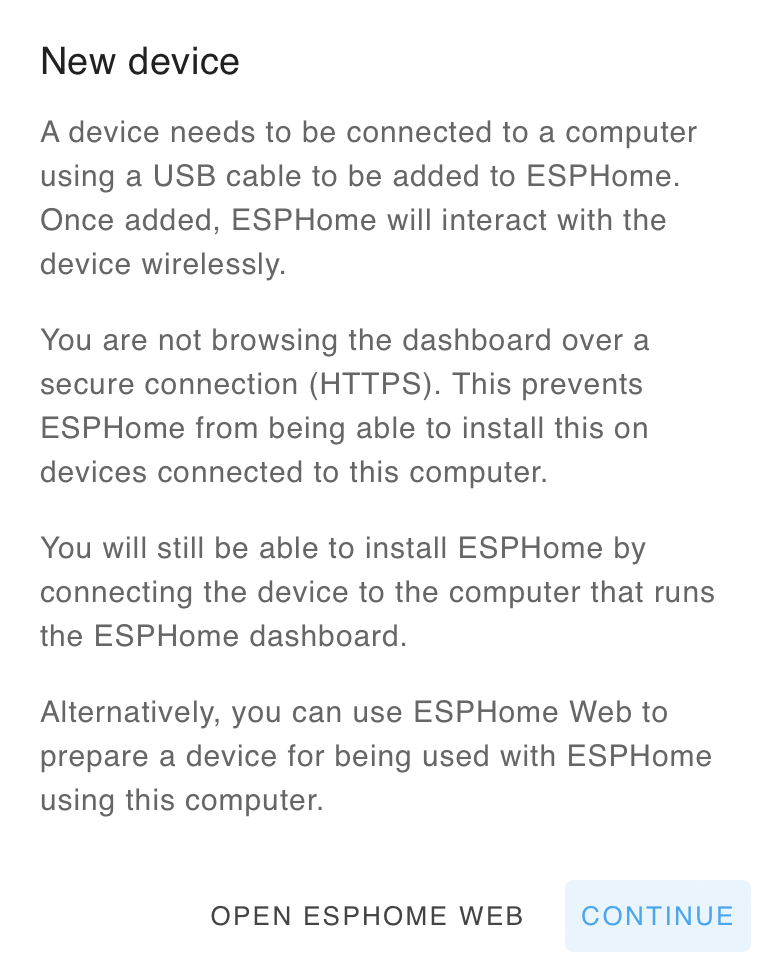 New device
A device needs to be connected to a computer
using a USB cable to be added to ESPHome.
Once added, ESPHome will interact with the
device wirelessly.
You are not browsing the dashboard over a
secure connection (HTTPS). This prevents
ESPHome from being able to install this on
devices connected to this computer.
You will still be able to install ESPHome by
connecting the device to the computer that runs
the ESPHome dashboard.
Alternatively, you can use ESPHome Web to
prepare a device for being used with ESPHome
using this computer.
OPEN ESPHOME WEB CONTINUE